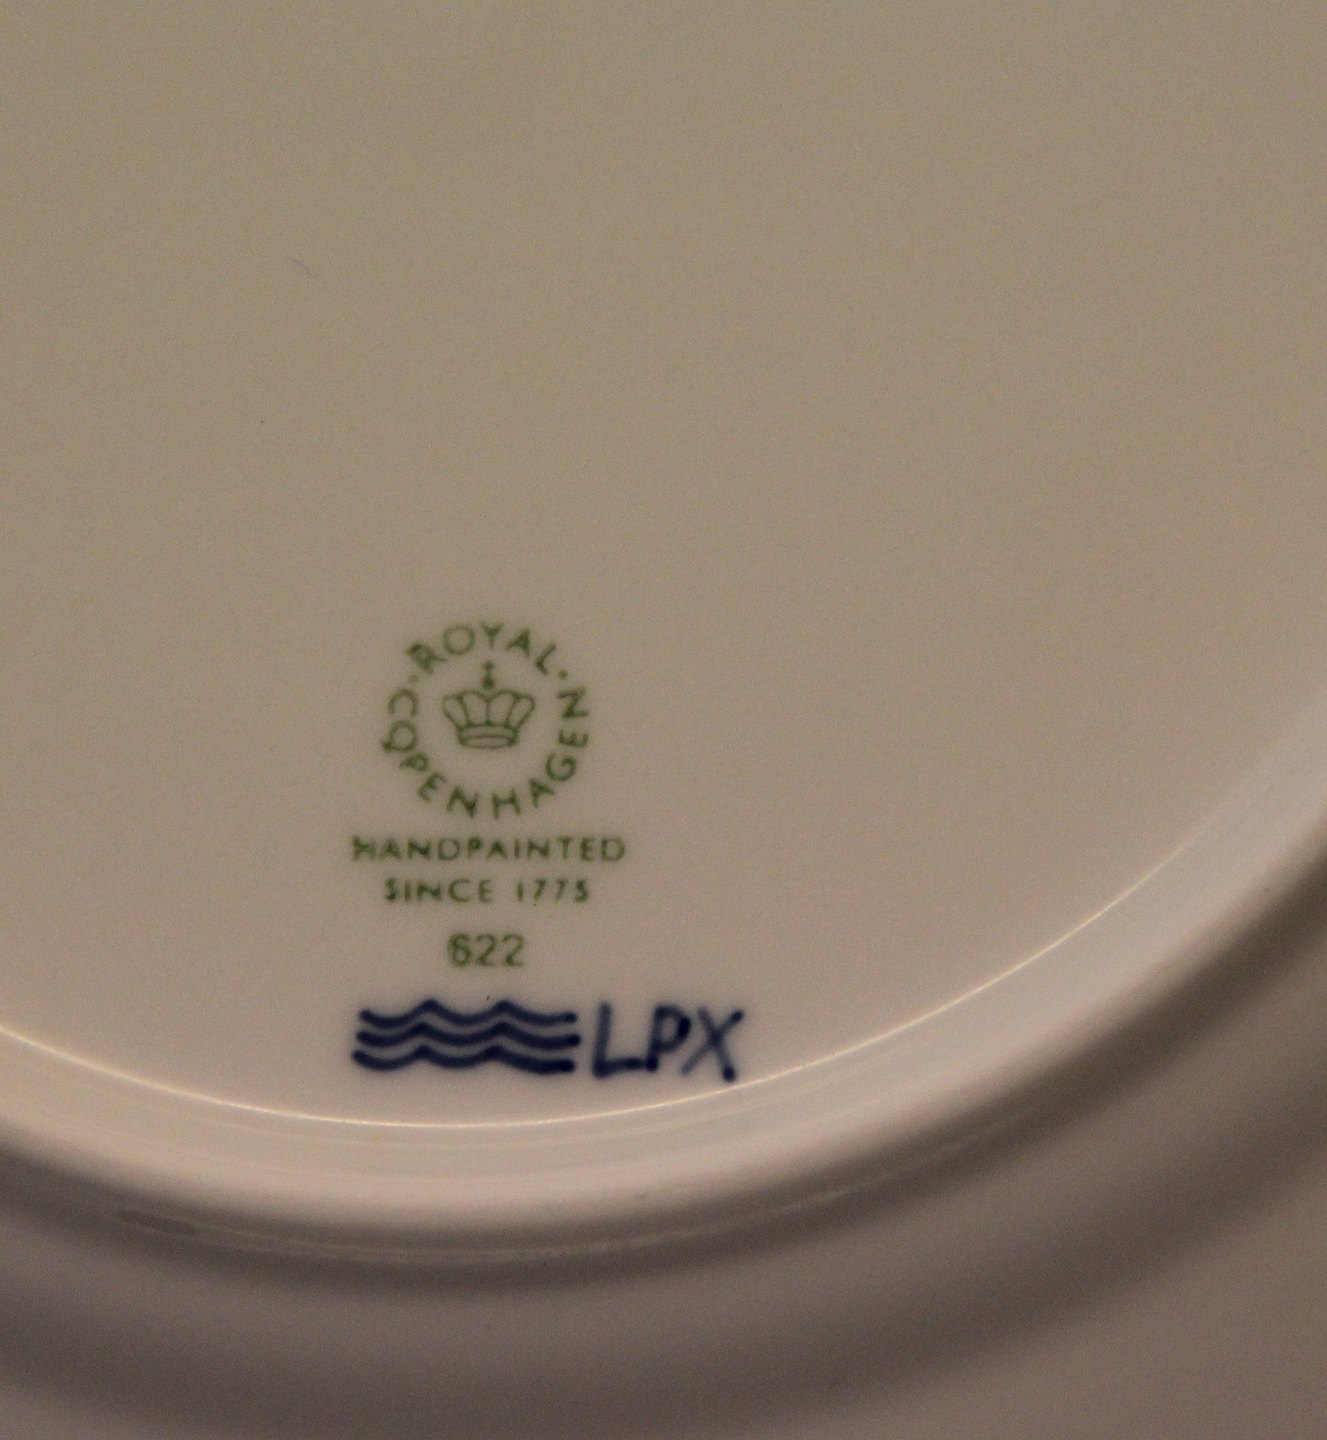 ROYAL
COPENHAGEN
HANDPAINTED
SINCE 1775
622
LPX